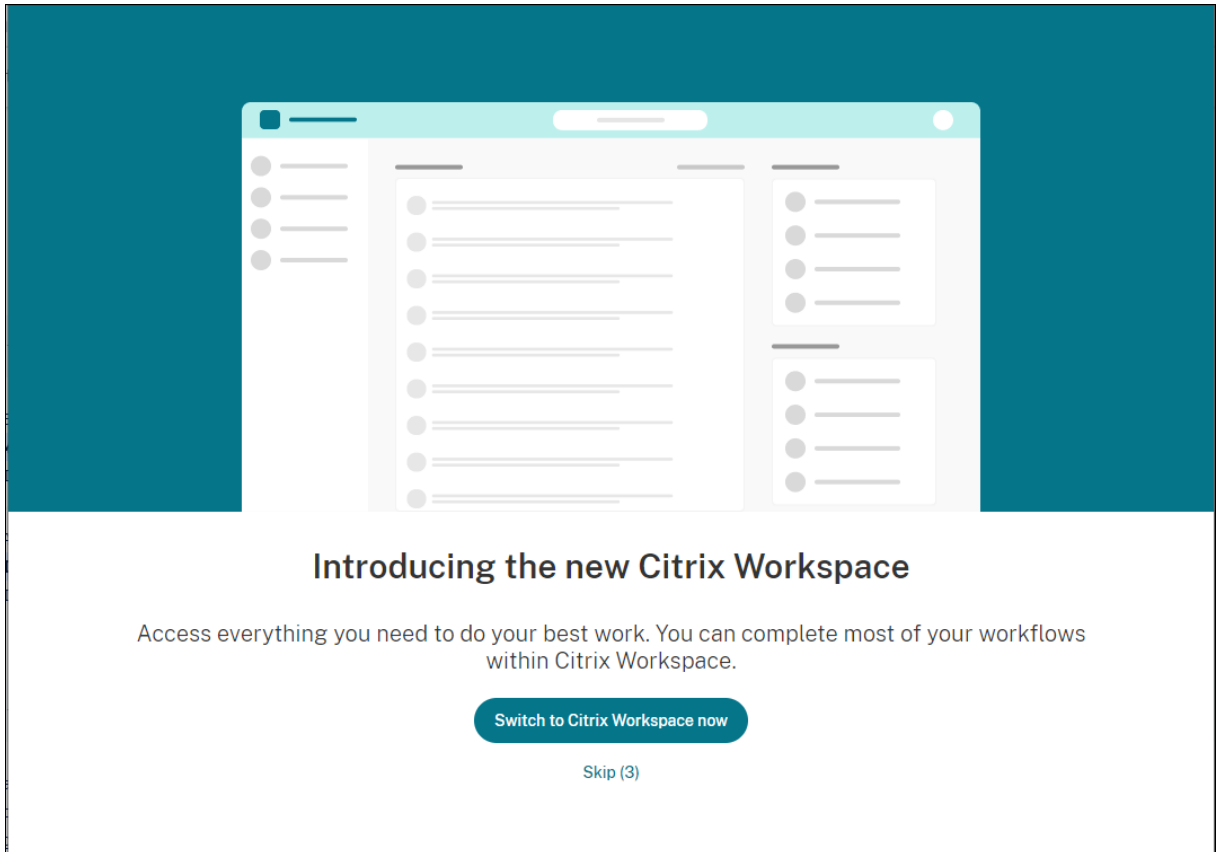 Introducing the new Citrix Workspace
Access everything you need to do your best work. You can complete most of your workflows
within Citrix Workspace.
Switch to Citrix Workspace now
Skip (3)